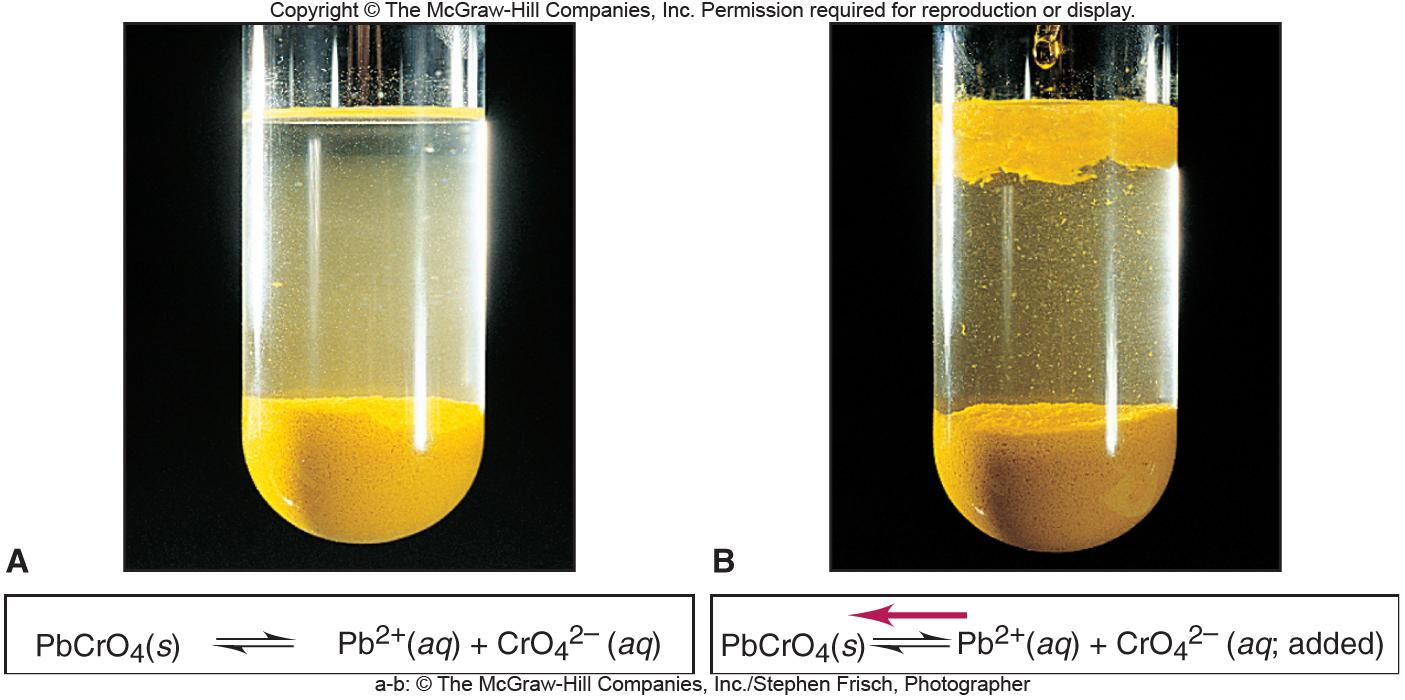 Copyright © The McGraw-Hill Companies, Inc. Permission required for reproduction or display.
A
B
PbCrO₄(s) ⇌ Pb²⁺(aq) + CrO₄²⁻ (aq)
PbCrO₄(s) ⇌ Pb²⁺(aq) + CrO₄²⁻ (aq; added)
a-b: © The McGraw-Hill Companies, Inc./Stephen Frisch, Photographer